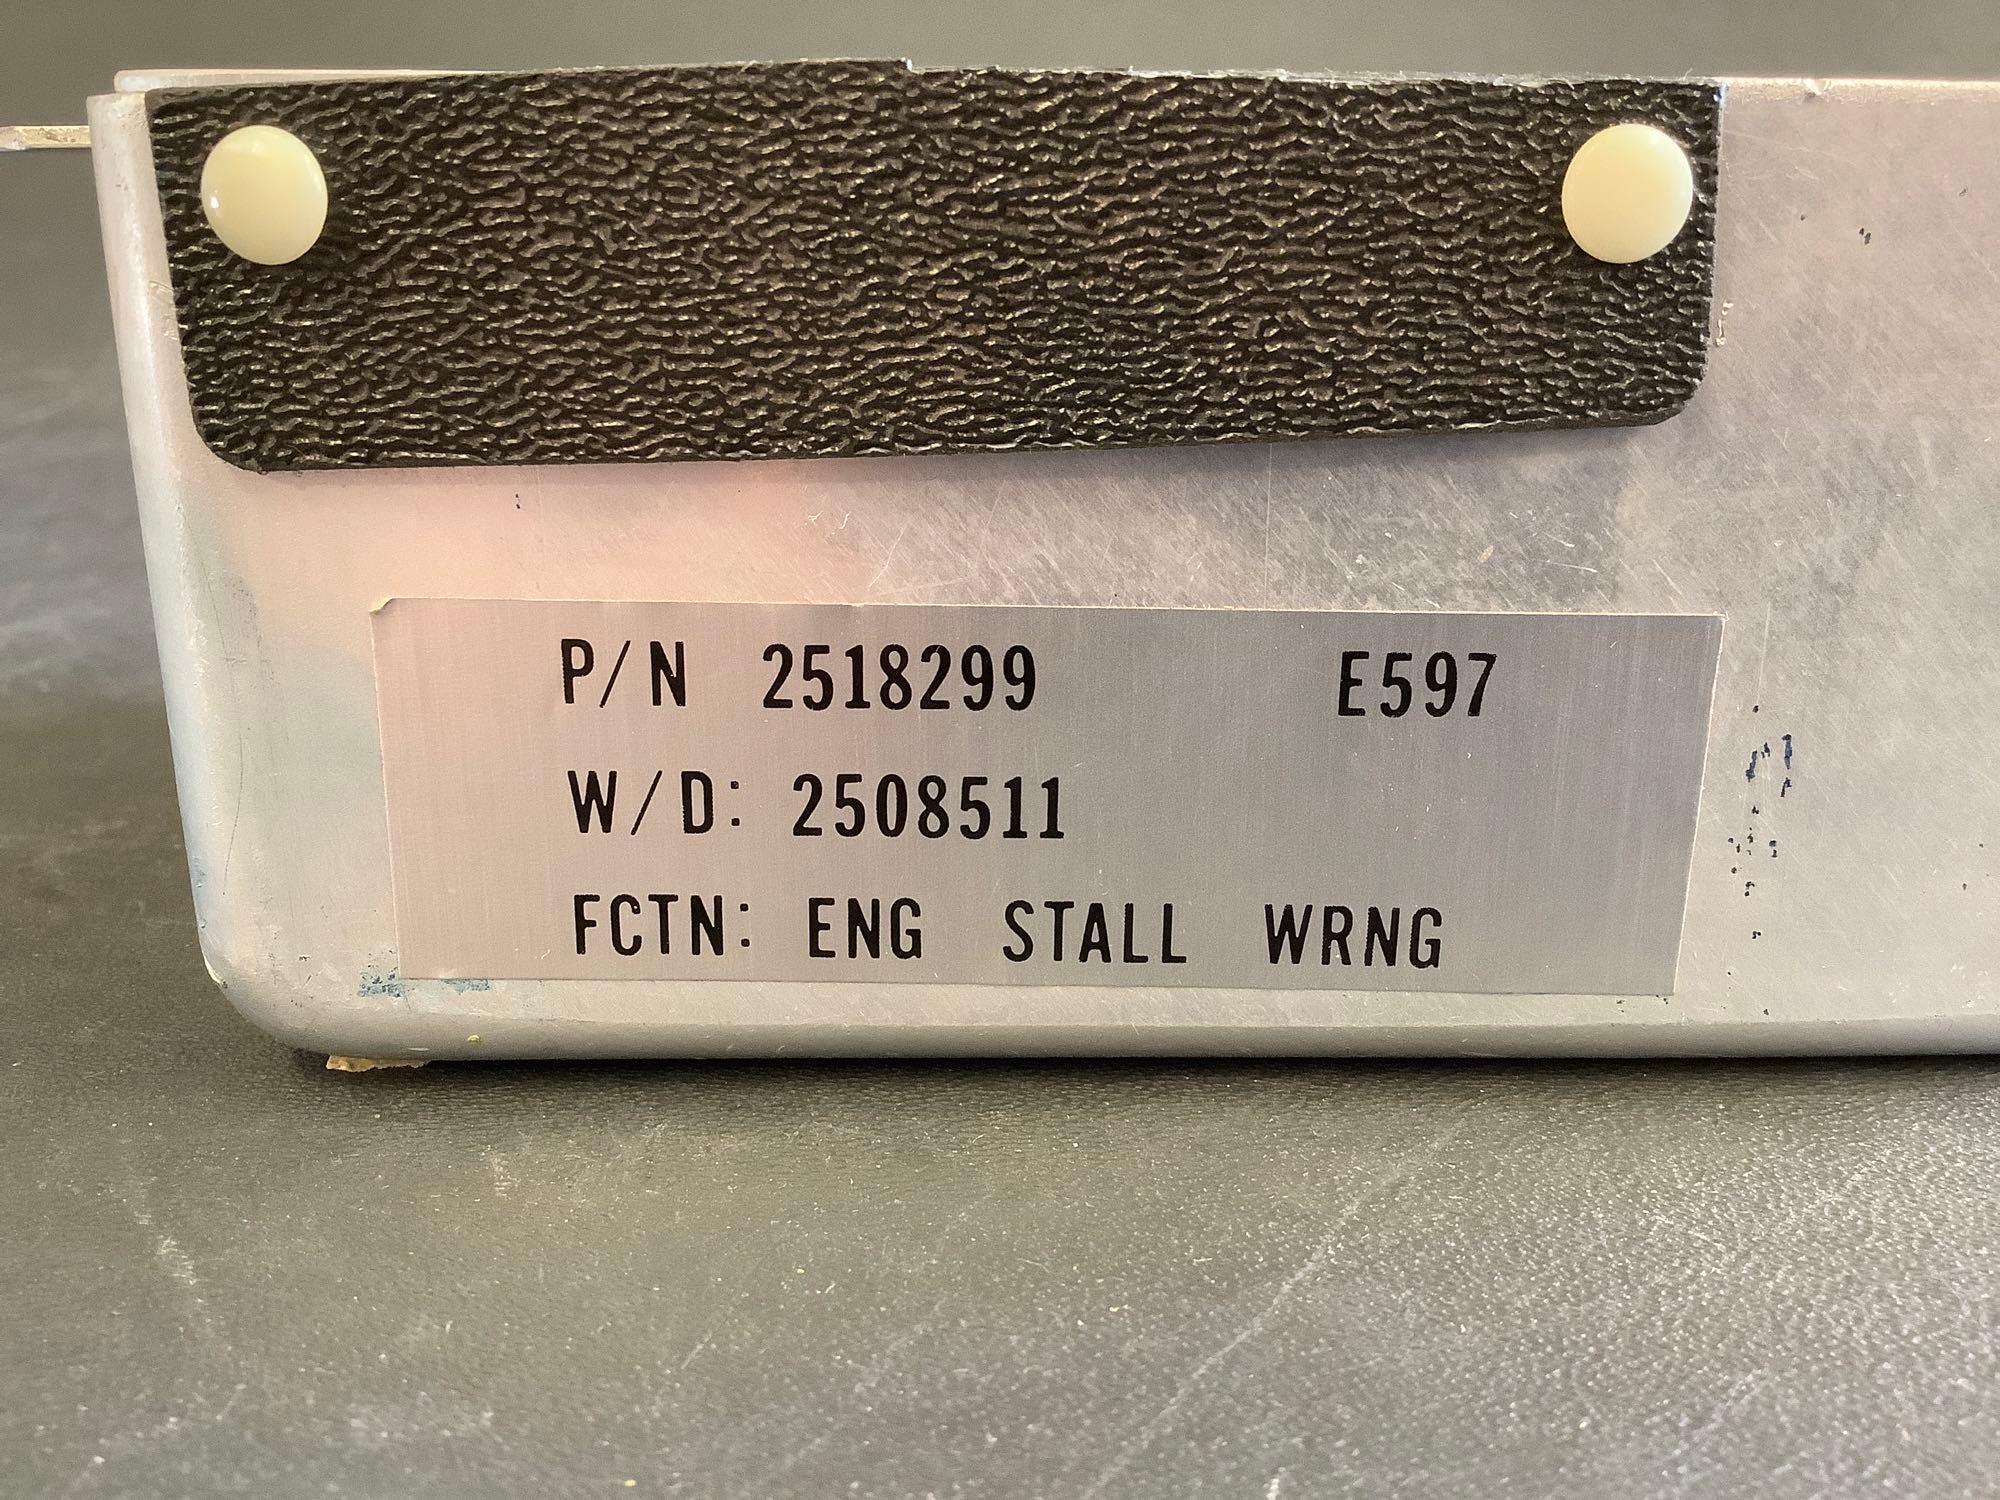 P/N 2518299 E597
W/D: 2508511
FCTN: ENG STALL WRNG